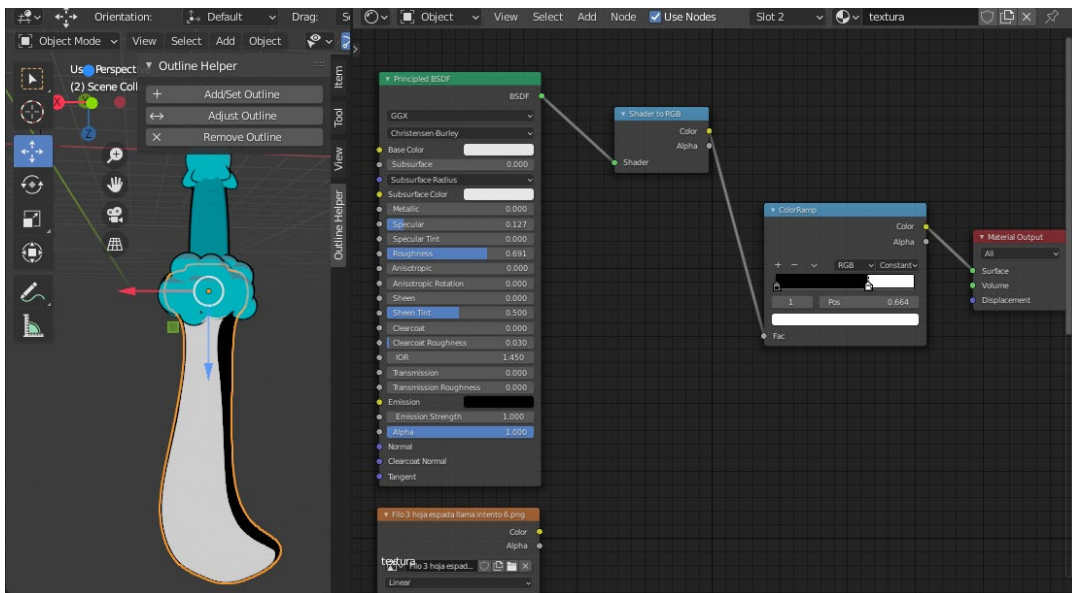 Orientation:
Default
Drag:
Object
View
Select
Add
Node
Use Nodes
Slot 2
textura
Object Mode
View
Select
Add
Object
(2) Scene Coll
Outline Helper
Add/Set Outline
Adjust Outline
Remove Outline
X
Z
Item
Tool
View
Outline Helper
Principled BSDF
BSDF
GGX
Christensen-Burley
Base Color
Subsurface 0.000
Subsurface Radius
Subsurface Color
Metallic 0.000
Specular 0.127
Specular Tint 0.000
Roughness 0.691
Anisotropic 0.000
Anisotropic Rotation 0.000
Sheen 0.000
Sheen Tint 0.500
Clearcoat 0.000
Clearcoat Roughness 0.030
IOR 1.450
Transmission 0.000
Transmission Roughness 0.000
Emission
Emission Strength 1.000
Alpha 1.000
Normal
Clearcoat Normal
Tangent
Shader to RGB
Color
Alpha
Shader
ColorRamp
Color
Alpha
+ − RGB Constant
1 Pos 0.664
Fac
Material Output
All
Surface
Volume
Displacement
Filo 3 hoja espada llama intento 6.png
Color
Alpha
textura
Filo 3 hoja espad...
Linear